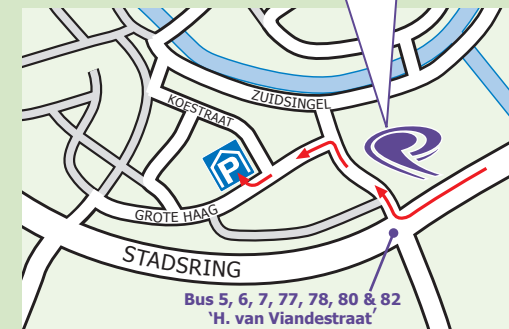 ZUIDSINGEL
KOESTRAAT
P
GROTE HAAG
STADSRING
Bus 5, 6, 7, 77, 78, 80 & 82
‘H. van Viandestraat’